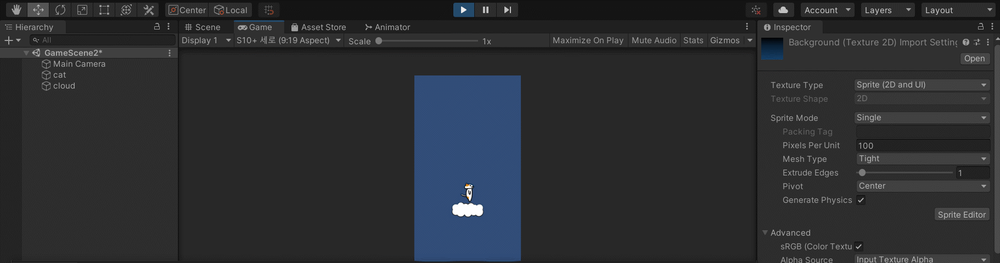 Center Local Account Layers Layout
Hierarchy
All
GameScene2*
Main Camera
cat
cloud
Scene Game Asset Store Animator
Display 1 S10+ 세로 (9:19 Aspect) Scale 1x Maximize On Play Mute Audio Stats Gizmos
Inspector
Background (Texture 2D) Import Setting
Open
Texture Type Sprite (2D and UI)
Texture Shape 2D
Sprite Mode Single
Packing Tag
Pixels Per Unit 100
Mesh Type Tight
Extrude Edges 1
Pivot Center
Generate Physics
Sprite Editor
Advanced
sRGB (Color Textu
Alpha Source Input Texture Alpha